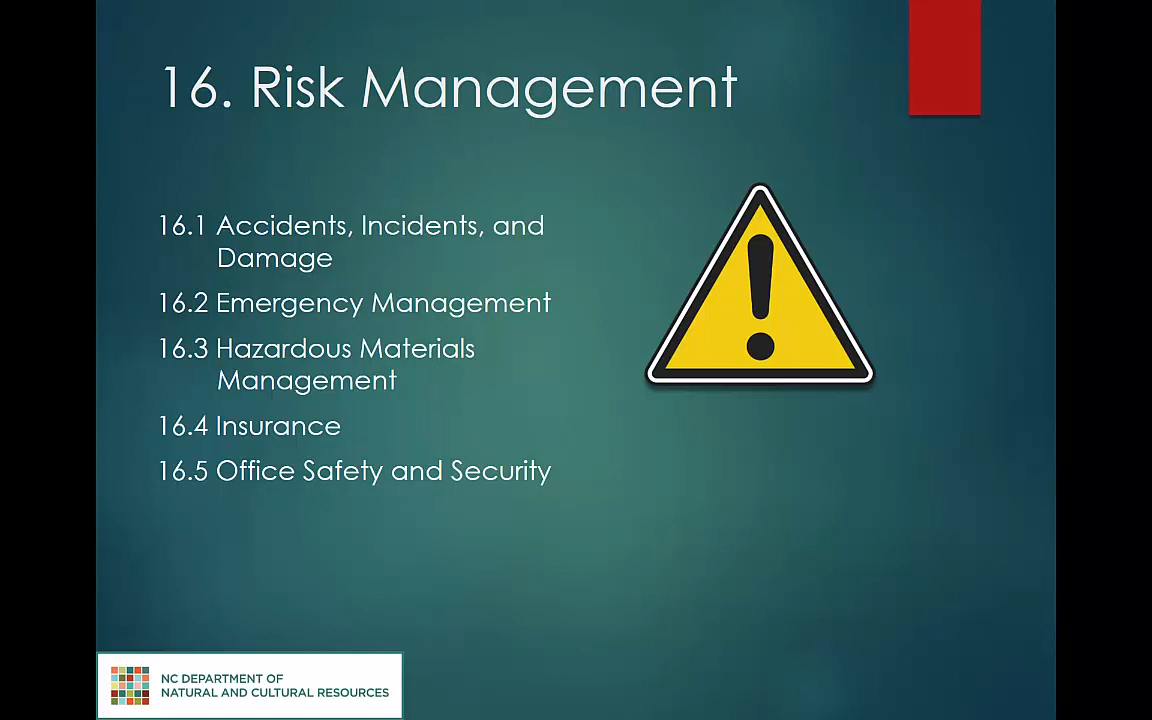 16. Risk Management
16.1 Accidents, Incidents, and
Damage
16.2 Emergency Management
16.3 Hazardous Materials
Management
16.4 Insurance
16.5 Office Safety and Security
NC DEPARTMENT OF
NATURAL AND CULTURAL RESOURCES